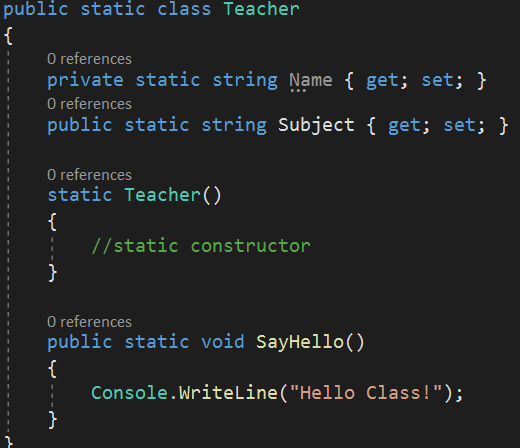 public static class Teacher
{
0 references
private static string Name { get; set; }
0 references
public static string Subject { get; set; }
0 references
static Teacher()
{
//static constructor
}
0 references
public static void SayHello()
{
Console.WriteLine("Hello Class!");
}
}